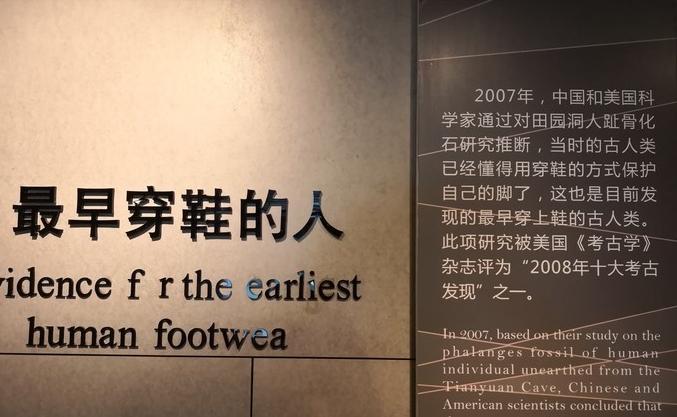 最早穿鞋的人
vidence f r the earliest
human footwea
2007年，中国和美国科
学家通过对田园洞人趾骨化
石研究推断，当时的古人类
已经懂得用穿鞋的方式保护
自己的脚了，这也是目前发
现的最早穿上鞋的古人类。
此项研究被美国《考古学》
杂志评为“2008年十大考古
发现”之一。
In 2007, based on their study on the
phalanges fossil of human
individual unearthed from the
Tianyuan Cave, Chinese and
American scientists concluded that